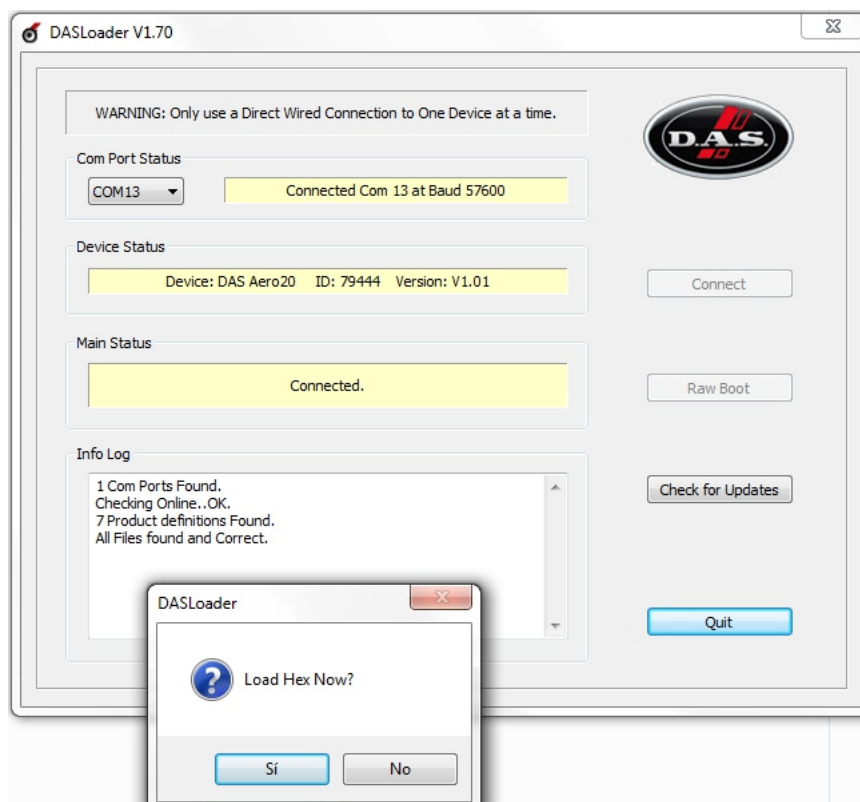 DASLoader V1.70
WARNING: Only use a Direct Wired Connection to One Device at a time.
D.A.S.
Com Port Status
COM13
Connected Com 13 at Baud 57600
Device Status
Device: DAS Aero20 ID: 79444 Version: V1.01
Connect
Main Status
Connected.
Raw Boot
Info Log
1 Com Ports Found.
Checking Online..OK.
7 Product definitions Found.
All Files found and Correct.
Check for Updates
Quit
DASLoader
Load Hex Now?
Sí
No